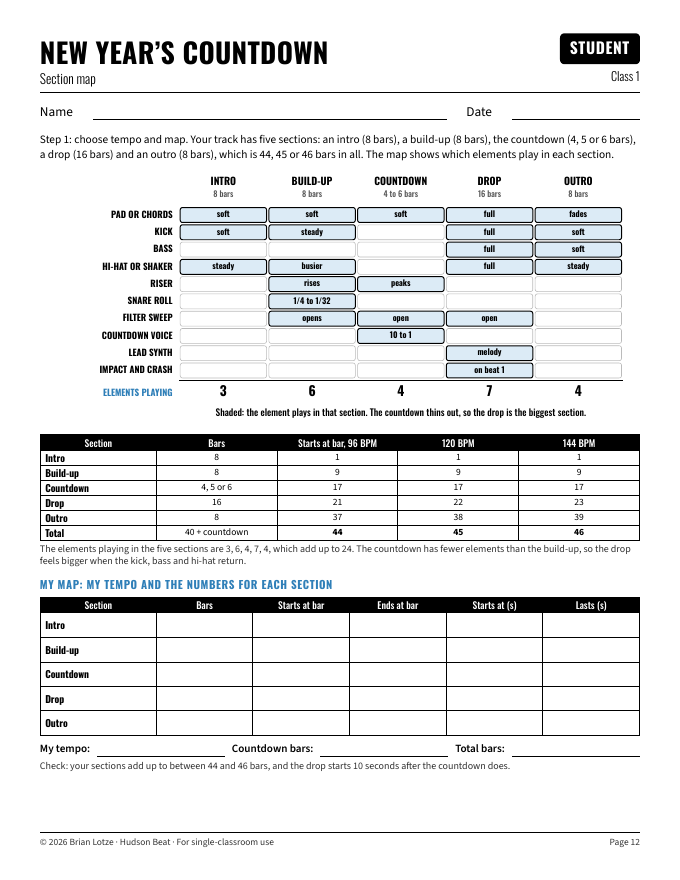 NEW YEAR'S COUNTDOWN
STUDENT
Section map
Class 1
Name
Date
Step 1: choose tempo and map. Your track has five sections: an intro (8 bars), a build-up (8 bars), the countdown (4, 5 or 6 bars),
a drop (16 bars) and an outro (8 bars), which is 44, 45 or 46 bars in all. The map shows which elements play in each section.
INTRO BUILD-UP COUNTDOWN DROP OUTRO
8 bars 8 bars 4 to 6 bars 16 bars 8 bars
PAD OR CHORDS soft soft soft full fades
KICK soft steady full soft
BASS full soft
HI-HAT OR SHAKER steady busier full steady
RISER rises peaks
SNARE ROLL 1/4 to 1/32
FILTER SWEEP opens open open
COUNTDOWN VOICE 10 to 1
LEAD SYNTH melody
IMPACT AND CRASH on beat 1
ELEMENTS PLAYING 3 6 4 7 4
Shaded: the element plays in that section. The countdown thins out, so the drop is the biggest section.
Section Bars Starts at bar, 96 BPM 120 BPM 144 BPM
Intro 8 1 1 1
Build-up 8 9 9 9
Countdown 4, 5 or 6 17 17 17
Drop 16 21 22 23
Outro 8 37 38 39
Total 40 + countdown 44 45 46
The elements playing in the five sections are 3, 6, 4, 7, 4, which add up to 24. The countdown has fewer elements than the build-up, so the drop
feels bigger when the kick, bass and hi-hat return.
MY MAP: MY TEMPO AND THE NUMBERS FOR EACH SECTION
Section Bars Starts at bar Ends at bar Starts at (s) Lasts (s)
Intro
Build-up
Countdown
Drop
Outro
My tempo: Countdown bars: Total bars:
Check: your sections add up to between 44 and 46 bars, and the drop starts 10 seconds after the countdown does.
© 2026 Brian Lotze · Hudson Beat · For single-classroom use
Page 12